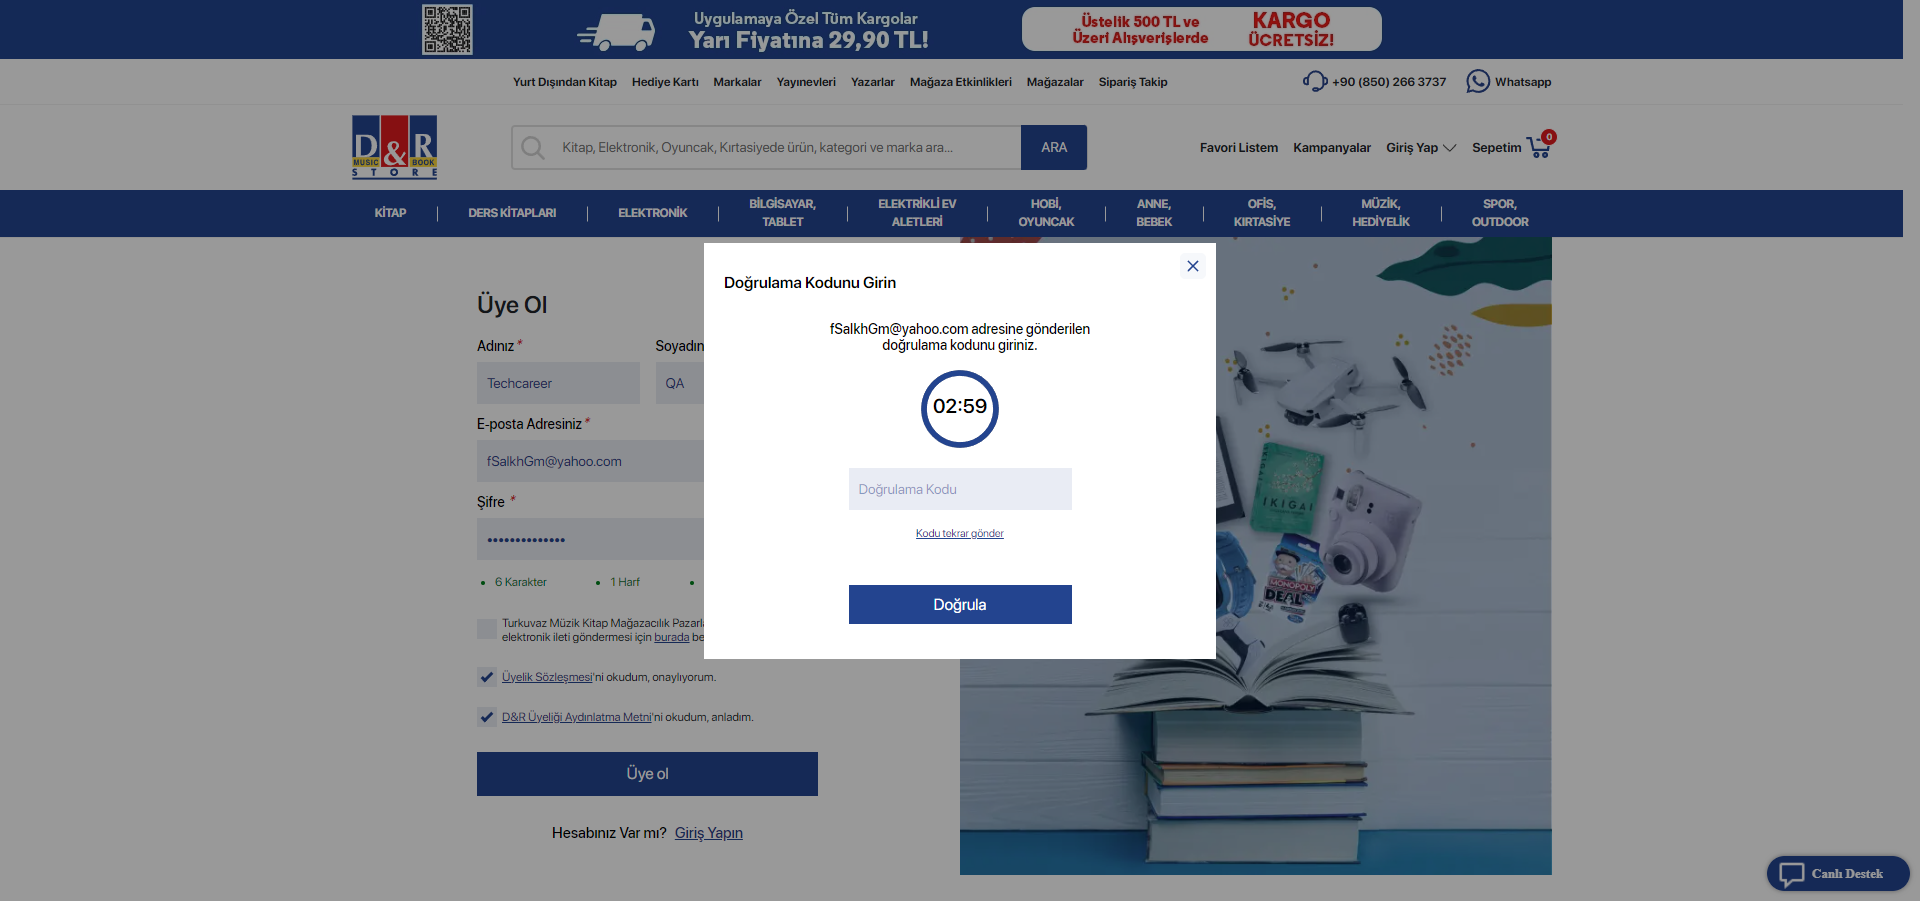 Uygulamaya Özel Tüm Kargolar
Yarı Fiyatına 29,90 TL!
Üstelik 500 TL ve
Üzeri Alışverişlerde
KARGO
ÜCRETSİZ!
Yurt Dışından Kitap
Hediye Kartı
Markalar
Yayınevleri
Yazarlar
Mağaza Etkinlikleri
Mağazalar
Sipariş Takip
+90 (850) 266 3737
Whatsapp
D&R
MUSIC BOOK
STORE
Kitap, Elektronik, Oyuncak, Kırtasiyede ürün, kategori ve marka ara...
ARA
Favori Listem
Kampanyalar
Giriş Yap
Sepetim
0
KİTAP
DERS KİTAPLARI
ELEKTRONİK
BİLGİSAYAR,
TABLET
ELEKTRİKLİ EV
ALETLERİ
HOBİ,
OYUNCAK
ANNE,
BEBEK
OFİS,
KIRTASİYE
MÜZİK,
HEDİYELİK
SPOR,
OUTDOOR
Üye Ol
Adınız *
Soyadın
Techcareer
QA
E-posta Adresiniz *
fSalkhGm@yahoo.com
Şifre *
••••••••••••••
• 6 Karakter
• 1 Harf
•
Turkuvaz Müzik Kitap Mağazacılık Pazarla
elektronik ileti göndermesi için burada be
Üyelik Sözleşmesi'ni okudum, onaylıyorum.
D&R Üyeliği Aydınlatma Metni'ni okudum, anladım.
Üye ol
Hesabınız Var mı? Giriş Yapın
Doğrulama Kodunu Girin
fSalkhGm@yahoo.com adresine gönderilen
doğrulama kodunu giriniz.
02:59
Doğrulama Kodu
Kodu tekrar gönder
Doğrula
IKIGAI
MONOPOLY
DEAL
Canlı Destek